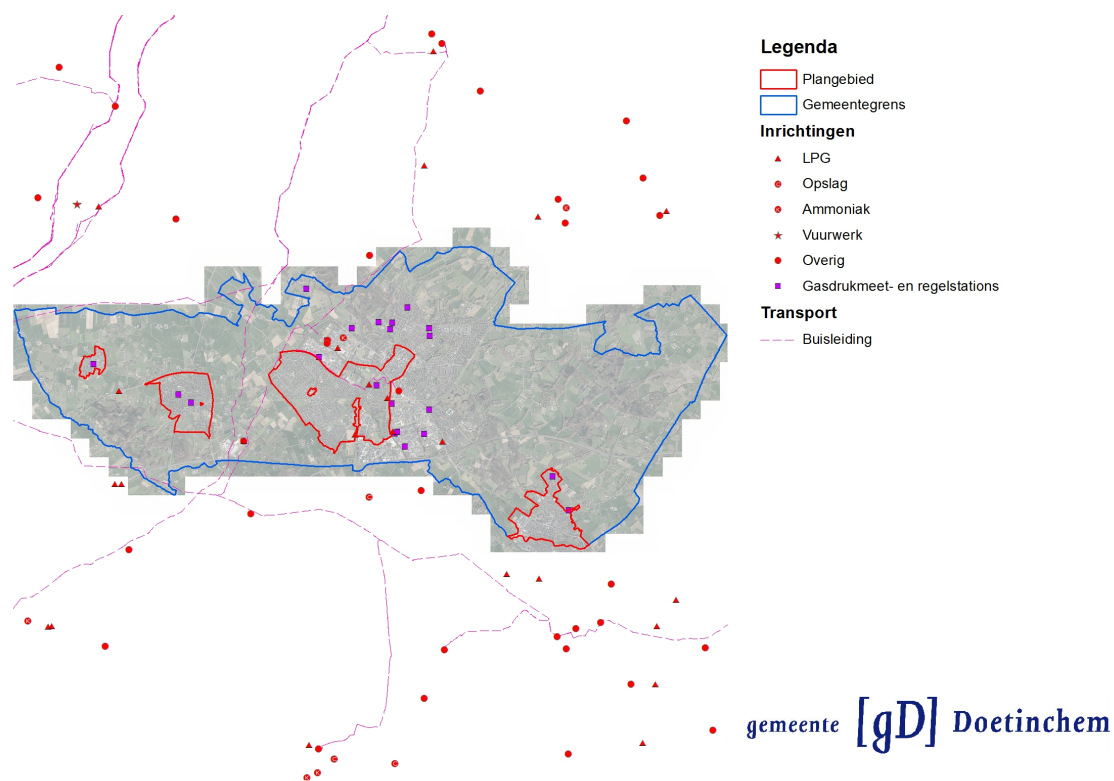 Legenda
Plangebied
Gemeentegrens
Inrichtingen
LPG
Opslag
Ammoniak
Vuurwerk
Overig
Gasdrukmeet- en regelstations
Transport
Buisleiding
gemeente [gD] Doetinchem